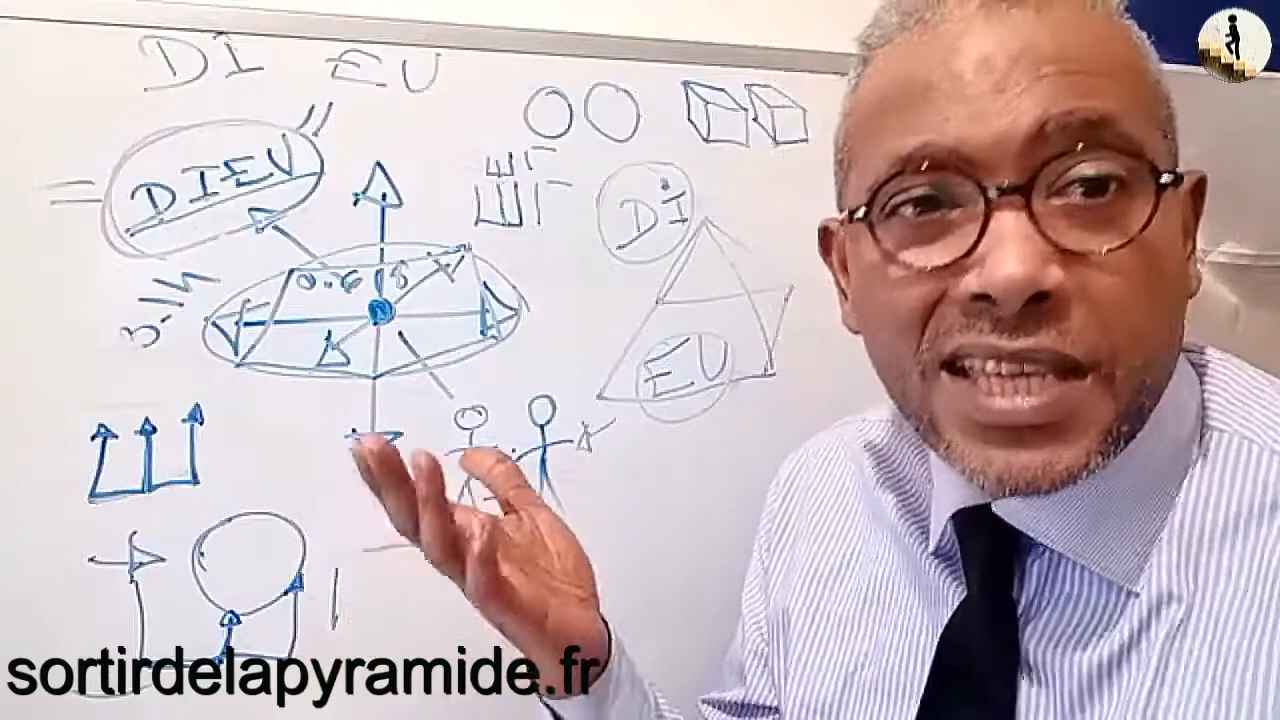 DI EU
DIEU
DI
0.618
3.14
EU
sortirdelapyramide.fr